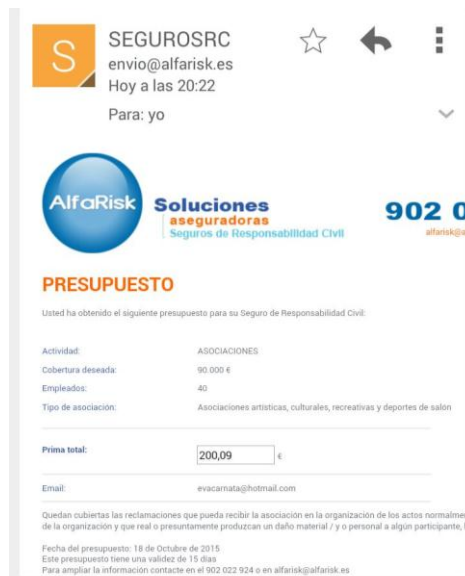 S
SEGUROSRC
envio@alfarisk.es
Hoy a las 20:22
Para: yo
AlfaRisk
Soluciones
aseguradoras
Seguros de Responsabilidad Civil
902 0
alfarisk@a
PRESUPUESTO
Usted ha obtenido el siguiente presupuesto para su Seguro de Responsabilidad Civil:
Actividad: ASOCIACIONES
Cobertura deseada: 90.000 €
Empleados: 40
Tipo de asociación: Asociaciones artísticas, culturales, recreativas y deportes de salón
Prima total: 200,09 €
Email: evacarnata@hotmail.com
Quedan cubiertas las reclamaciones que pueda recibir la asociación en la organización de los actos normalmen
de la organización y que real o presuntamente produzcan un daño material / y o personal a algún participante,
Fecha del presupuesto: 18 de Octubre de 2015
Este presupuesto tiene una validez de 15 días
Para ampliar la información contacte en el 902 022 924 o en alfarisk@alfarisk.es